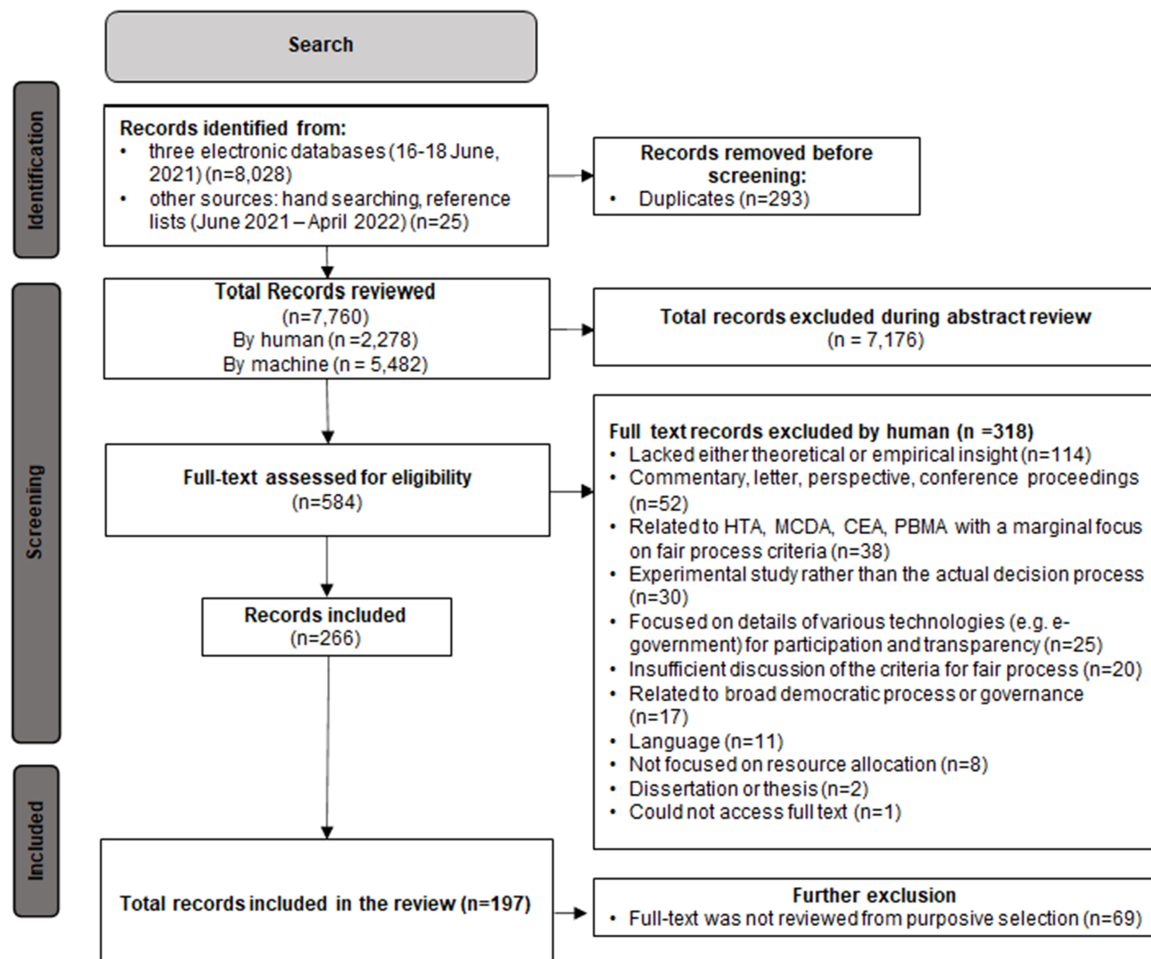 Search
Identification
Records identified from:
• three electronic databases (16-18 June,
2021) (n=8,028)
• other sources: hand searching, reference
lists (June 2021 – April 2022) (n=25)
Records removed before
screening:
• Duplicates (n=293)
Screening
Total Records reviewed
(n=7,760)
By human (n =2,278)
By machine (n = 5,482)
Total records excluded during abstract review
(n = 7,176)
Full-text assessed for eligibility
(n=584)
Full text records excluded by human (n =318)
• Lacked either theoretical or empirical insight (n=114)
• Commentary, letter, perspective, conference proceedings
(n=52)
• Related to HTA, MCDA, CEA, PBMA with a marginal focus
on fair process criteria (n=38)
• Experimental study rather than the actual decision process
(n=30)
• Focused on details of various technologies (e.g. e-
government) for participation and transparency (n=25)
• Insufficient discussion of the criteria for fair process (n=20)
• Related to broad democratic process or governance
(n=17)
• Language (n=11)
• Not focused on resource allocation (n=8)
• Dissertation or thesis (n=2)
• Could not access full text (n=1)
Records included
(n=266)
Included
Total records included in the review (n=197)
Further exclusion
• Full-text was not reviewed from purposive selection (n=69)